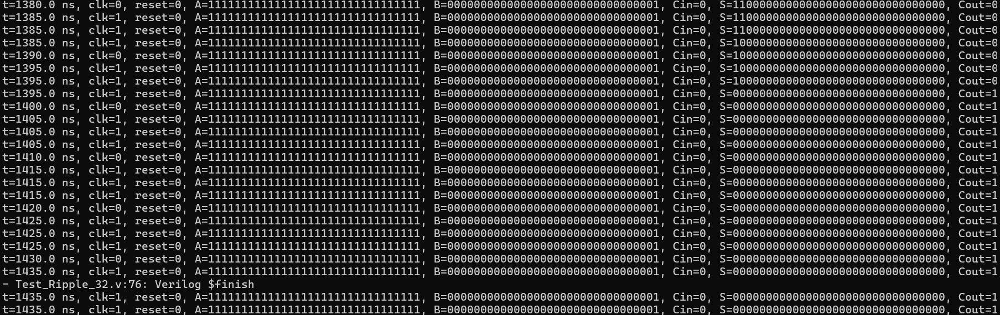 t=1380.0 ns, clk=0, reset=0, A=11111111111111111111111111111111, B=00000000000000000000000000000001, Cin=0, S=11000000000000000000000000000000, Cout=0
t=1385.0 ns, clk=1, reset=0, A=11111111111111111111111111111111, B=00000000000000000000000000000001, Cin=0, S=11000000000000000000000000000000, Cout=0
t=1385.0 ns, clk=1, reset=0, A=11111111111111111111111111111111, B=00000000000000000000000000000001, Cin=0, S=11000000000000000000000000000000, Cout=0
t=1385.0 ns, clk=1, reset=0, A=11111111111111111111111111111111, B=00000000000000000000000000000001, Cin=0, S=10000000000000000000000000000000, Cout=0
t=1390.0 ns, clk=0, reset=0, A=11111111111111111111111111111111, B=00000000000000000000000000000001, Cin=0, S=10000000000000000000000000000000, Cout=0
t=1395.0 ns, clk=1, reset=0, A=11111111111111111111111111111111, B=00000000000000000000000000000001, Cin=0, S=10000000000000000000000000000000, Cout=0
t=1395.0 ns, clk=1, reset=0, A=11111111111111111111111111111111, B=00000000000000000000000000000001, Cin=0, S=10000000000000000000000000000000, Cout=0
t=1395.0 ns, clk=1, reset=0, A=11111111111111111111111111111111, B=00000000000000000000000000000001, Cin=0, S=00000000000000000000000000000000, Cout=1
t=1400.0 ns, clk=0, reset=0, A=11111111111111111111111111111111, B=00000000000000000000000000000001, Cin=0, S=00000000000000000000000000000000, Cout=1
t=1405.0 ns, clk=1, reset=0, A=11111111111111111111111111111111, B=00000000000000000000000000000001, Cin=0, S=00000000000000000000000000000000, Cout=1
t=1405.0 ns, clk=1, reset=0, A=11111111111111111111111111111111, B=00000000000000000000000000000001, Cin=0, S=00000000000000000000000000000000, Cout=1
t=1405.0 ns, clk=1, reset=0, A=11111111111111111111111111111111, B=00000000000000000000000000000001, Cin=0, S=00000000000000000000000000000000, Cout=1
t=1410.0 ns, clk=0, reset=0, A=11111111111111111111111111111111, B=00000000000000000000000000000001, Cin=0, S=00000000000000000000000000000000, Cout=1
t=1415.0 ns, clk=1, reset=0, A=11111111111111111111111111111111, B=00000000000000000000000000000001, Cin=0, S=00000000000000000000000000000000, Cout=1
t=1415.0 ns, clk=1, reset=0, A=11111111111111111111111111111111, B=00000000000000000000000000000001, Cin=0, S=00000000000000000000000000000000, Cout=1
t=1415.0 ns, clk=1, reset=0, A=11111111111111111111111111111111, B=00000000000000000000000000000001, Cin=0, S=00000000000000000000000000000000, Cout=1
t=1420.0 ns, clk=0, reset=0, A=11111111111111111111111111111111, B=00000000000000000000000000000001, Cin=0, S=00000000000000000000000000000000, Cout=1
t=1425.0 ns, clk=1, reset=0, A=11111111111111111111111111111111, B=00000000000000000000000000000001, Cin=0, S=00000000000000000000000000000000, Cout=1
t=1425.0 ns, clk=1, reset=0, A=11111111111111111111111111111111, B=00000000000000000000000000000001, Cin=0, S=00000000000000000000000000000000, Cout=1
t=1425.0 ns, clk=1, reset=0, A=11111111111111111111111111111111, B=00000000000000000000000000000001, Cin=0, S=00000000000000000000000000000000, Cout=1
t=1430.0 ns, clk=0, reset=0, A=11111111111111111111111111111111, B=00000000000000000000000000000001, Cin=0, S=00000000000000000000000000000000, Cout=1
t=1435.0 ns, clk=1, reset=0, A=11111111111111111111111111111111, B=00000000000000000000000000000001, Cin=0, S=00000000000000000000000000000000, Cout=1
- Test_Ripple_32.v:76: Verilog $finish
t=1435.0 ns, clk=1, reset=0, A=11111111111111111111111111111111, B=00000000000000000000000000000001, Cin=0, S=00000000000000000000000000000000, Cout=1
t=1435.0 ns, clk=1, reset=0, A=11111111111111111111111111111111, B=00000000000000000000000000000001, Cin=0, S=00000000000000000000000000000000, Cout=1